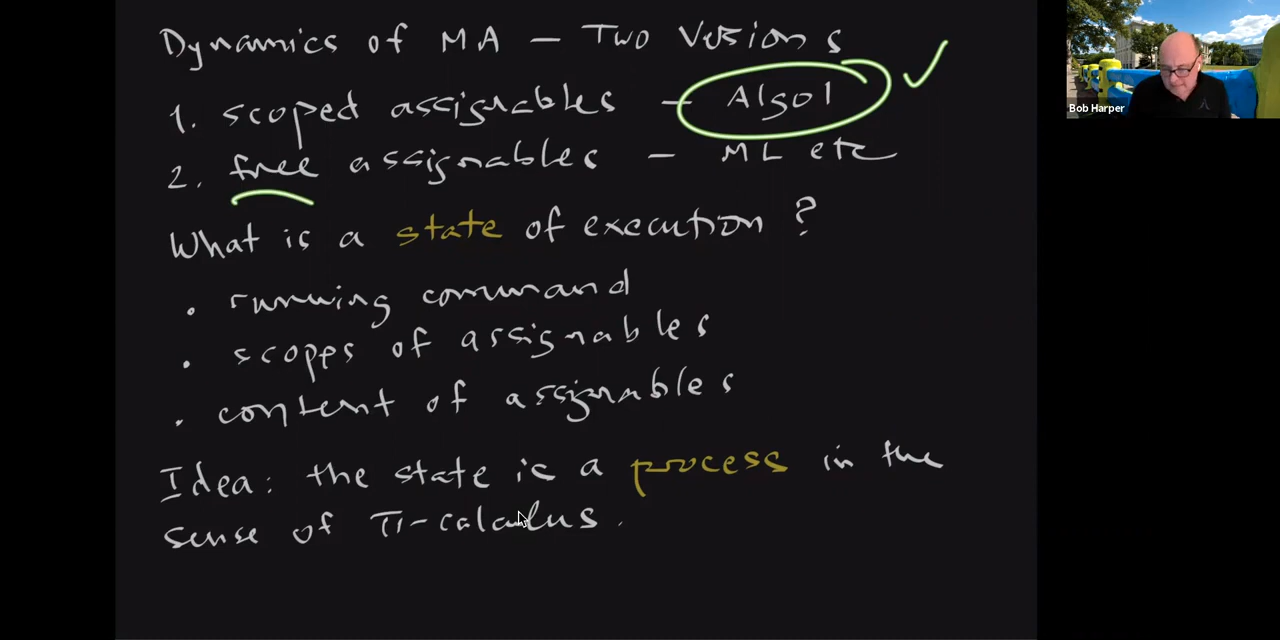 Dynamics of MA - Two Versions
1. scoped assignables - Algol ✓
2. free assignables - ML etc
What is a state of execution?
• running command
• scopes of assignables
• content of assignables
Idea: the state is a process in the
sense of π-calculus.
Bob Harper